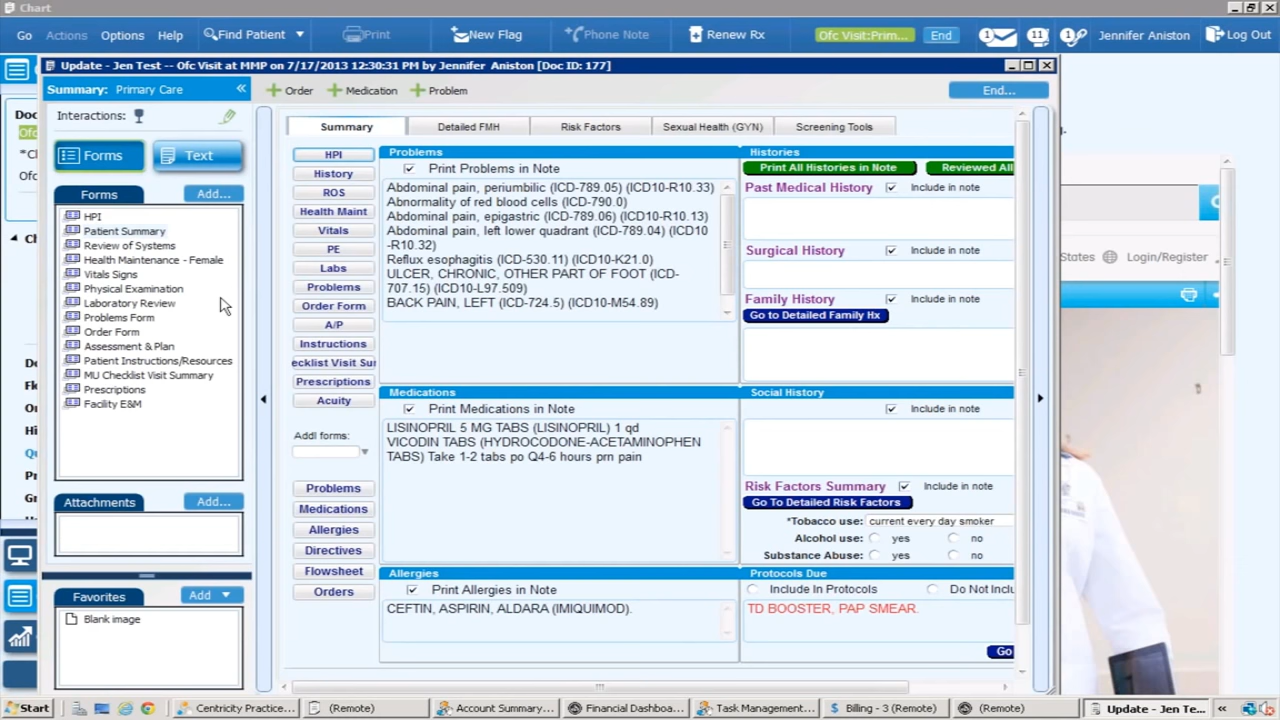 Chart
Go Actions Options Help Find Patient Print New Flag Phone Note Renew Rx Ofc Visit:Prim... End 1 11 1 Jennifer Aniston Log Out
Update - Jen Test -- Ofc Visit at MMP on 7/17/2013 12:30:31 PM by Jennifer Aniston [Doc ID: 177]
Summary: Primary Care «
Order Medication Problem End...
Interactions:
Forms Text
Forms Add...
HPI
Patient Summary
Review of Systems
Health Maintenance - Female
Vitals Signs
Physical Examination
Laboratory Review
Problems Form
Order Form
Assessment & Plan
Patient Instructions/Resources
MU Checklist Visit Summary
Prescriptions
Facility E&M
Attachments Add...
Favorites Add
Blank image
Summary Detailed FMH Risk Factors Sexual Health (GYN) Screening Tools
HPI
History
ROS
Health Maint
Vitals
PE
Labs
Problems
Order Form
A/P
Instructions
ecklist Visit Sur
Prescriptions
Acuity
Addl forms:
Problems
Medications
Allergies
Directives
Flowsheet
Orders
Problems
Print Problems in Note
Abdominal pain, periumbilic (ICD-789.05) (ICD10-R10.33)
Abnormality of red blood cells (ICD-790.0)
Abdominal pain, epigastric (ICD-789.06) (ICD10-R10.13)
Abdominal pain, left lower quadrant (ICD-789.04) (ICD10
-R10.32)
Reflux esophagitis (ICD-530.11) (ICD10-K21.0)
ULCER, CHRONIC, OTHER PART OF FOOT (ICD-
707.15) (ICD10-L97.509)
BACK PAIN, LEFT (ICD-724.5) (ICD10-M54.89)
Medications
Print Medications in Note
LISINOPRIL 5 MG TABS (LISINOPRIL) 1 qd
VICODIN TABS (HYDROCODONE-ACETAMINOPHEN
TABS) Take 1-2 tabs po Q4-6 hours prn pain
Allergies
Print Allergies in Note
CEFTIN, ASPIRIN, ALDARA (IMIQUIMOD).
Histories
Print All Histories in Note Reviewed All
Past Medical History Include in note
Surgical History Include in note
Family History Include in note
Go to Detailed Family Hx
Social History
Include in note
Risk Factors Summary Include in note
Go To Detailed Risk Factors
*Tobacco use: current every day smoker
Alcohol use: yes no
Substance Abuse: yes no
Protocols Due
Include In Protocols Do Not Inclu
TD BOOSTER, PAP SMEAR.
Go
States Login/Register
Start Centricity Practice... (Remote) Account Summary... Financial Dashboa... Task Management... Billing - 3 (Remote) (Remote) Update - Jen Te... «